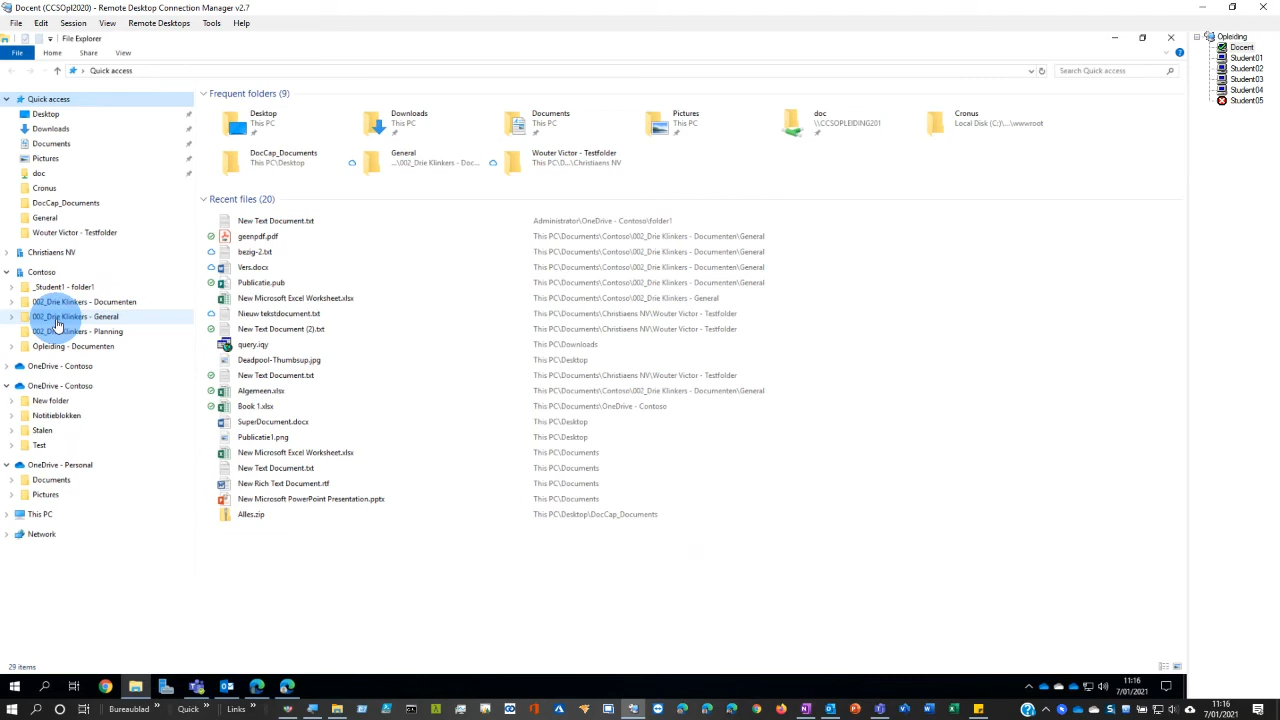 Docent (CCSOpl2020) - Remote Desktop Connection Manager v2.7
File Edit Session View Remote Desktops Tools Help
File Explorer
File Home Share View
Quick access
Search Quick access
Opleiding
Docent
Student01
Student02
Student03
Student04
Student05
Quick access
Desktop
Downloads
Documents
Pictures
doc
Cronus
DocCap_Documents
General
Wouter Victor - Testfolder
Christiaens NV
Contoso
_Student1 - folder1
002_Drie Klinkers - Documenten
002_Drie Klinkers - General
002_Drie Klinkers - Planning
Opleiding - Documenten
OneDrive - Contoso
OneDrive - Contoso
New folder
Notitieblokken
Stalen
Test
OneDrive - Personal
Documents
Pictures
This PC
Network
Frequent folders (9)
Desktop
This PC
Downloads
This PC
Documents
This PC
Pictures
This PC
doc
\\CCSOPLEIDING201
Cronus
Local Disk (C:)\...\wwwroot
DocCap_Documents
This PC\Desktop
General
...\002_Drie Klinkers - Doc...
Wouter Victor - Testfolder
This PC\D...\Christiaens NV
Recent files (20)
New Text Document.txt Administrator\OneDrive - Contoso\folder1
geenpdf.pdf This PC\Documents\Contoso\002_Drie Klinkers - Documenten\General
bezig-2.txt This PC\Documents\Contoso\002_Drie Klinkers - Documenten\General
Vers.docx This PC\Documents\Contoso\002_Drie Klinkers - Documenten\General
Publicatie.pub This PC\Documents\Contoso\002_Drie Klinkers - Documenten\General
New Microsoft Excel Worksheet.xlsx This PC\Documents\Contoso\002_Drie Klinkers - General
Nieuw tekstdocument.txt This PC\Documents\Christiaens NV\Wouter Victor - Testfolder
New Text Document (2).txt This PC\Documents\Christiaens NV\Wouter Victor - Testfolder
query.iqy This PC\Downloads
Deadpool-Thumbsup.jpg This PC\Desktop
New Text Document.txt This PC\Documents\Christiaens NV\Wouter Victor - Testfolder
Algemeen.xlsx This PC\Documents\Contoso\002_Drie Klinkers - Documenten\General
Book 1.xlsx This PC\Documents\OneDrive - Contoso
SuperDocument.docx This PC\Desktop
Publicatie1.png This PC\Desktop
New Microsoft Excel Worksheet.xlsx This PC\Documents
New Text Document.txt This PC\Documents
New Rich Text Document.rtf This PC\Documents
New Microsoft PowerPoint Presentation.pptx This PC\Documents
Alles.zip This PC\Desktop\DocCap_Documents
29 items
11:16
7/01/2021
Bureaublad » Quick » Links »
11:16
7/01/2021